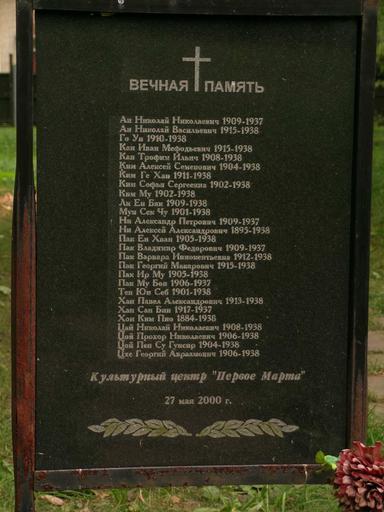 ВЕЧНАЯ ПАМЯТЬ
Ан Николай Николаевич 1909-1937
Ан Николай Васильевич 1915-1938
Го Ун 1910-1938
Кан Иван Мефодьевич 1915-1938
Кан Трофим Ильич 1908-1938
Ким Алексей Семенович 1904-1938
Ким Ге Хан 1911-1938
Ким Софья Сергеевна 1902-1938
Ким Му 1902-1938
Ли Ен Бик 1909-1938
Мун Сек Чу 1901-1938
Ни Александр Петрович 1909-1937
Ни Алексей Александрович 1895-1938
Пак Ен Хван 1905-1938
Пак Владимир Федорович 1909-1937
Пак Варвара Иннокентьевна 1912-1938
Пак Георгий Макарович 1915-1938
Пак Ир Му 1905-1938
Пак Му Бон 1906-1937
Тен Юн Себ 1901-1938
Хан Павел Александрович 1913-1938
Хан Сан Бин 1917-1937
Хон Ким Пио 1884-1938
Цай Николай Николаевич 1908-1938
Цой Прохор Николаевич 1906-1938
Цой Пен Су Гунсир 1904-1938
Цхе Георгий Авраамович 1906-1938
Культурный центр "Первое Марта"
27 мая 2000 г.